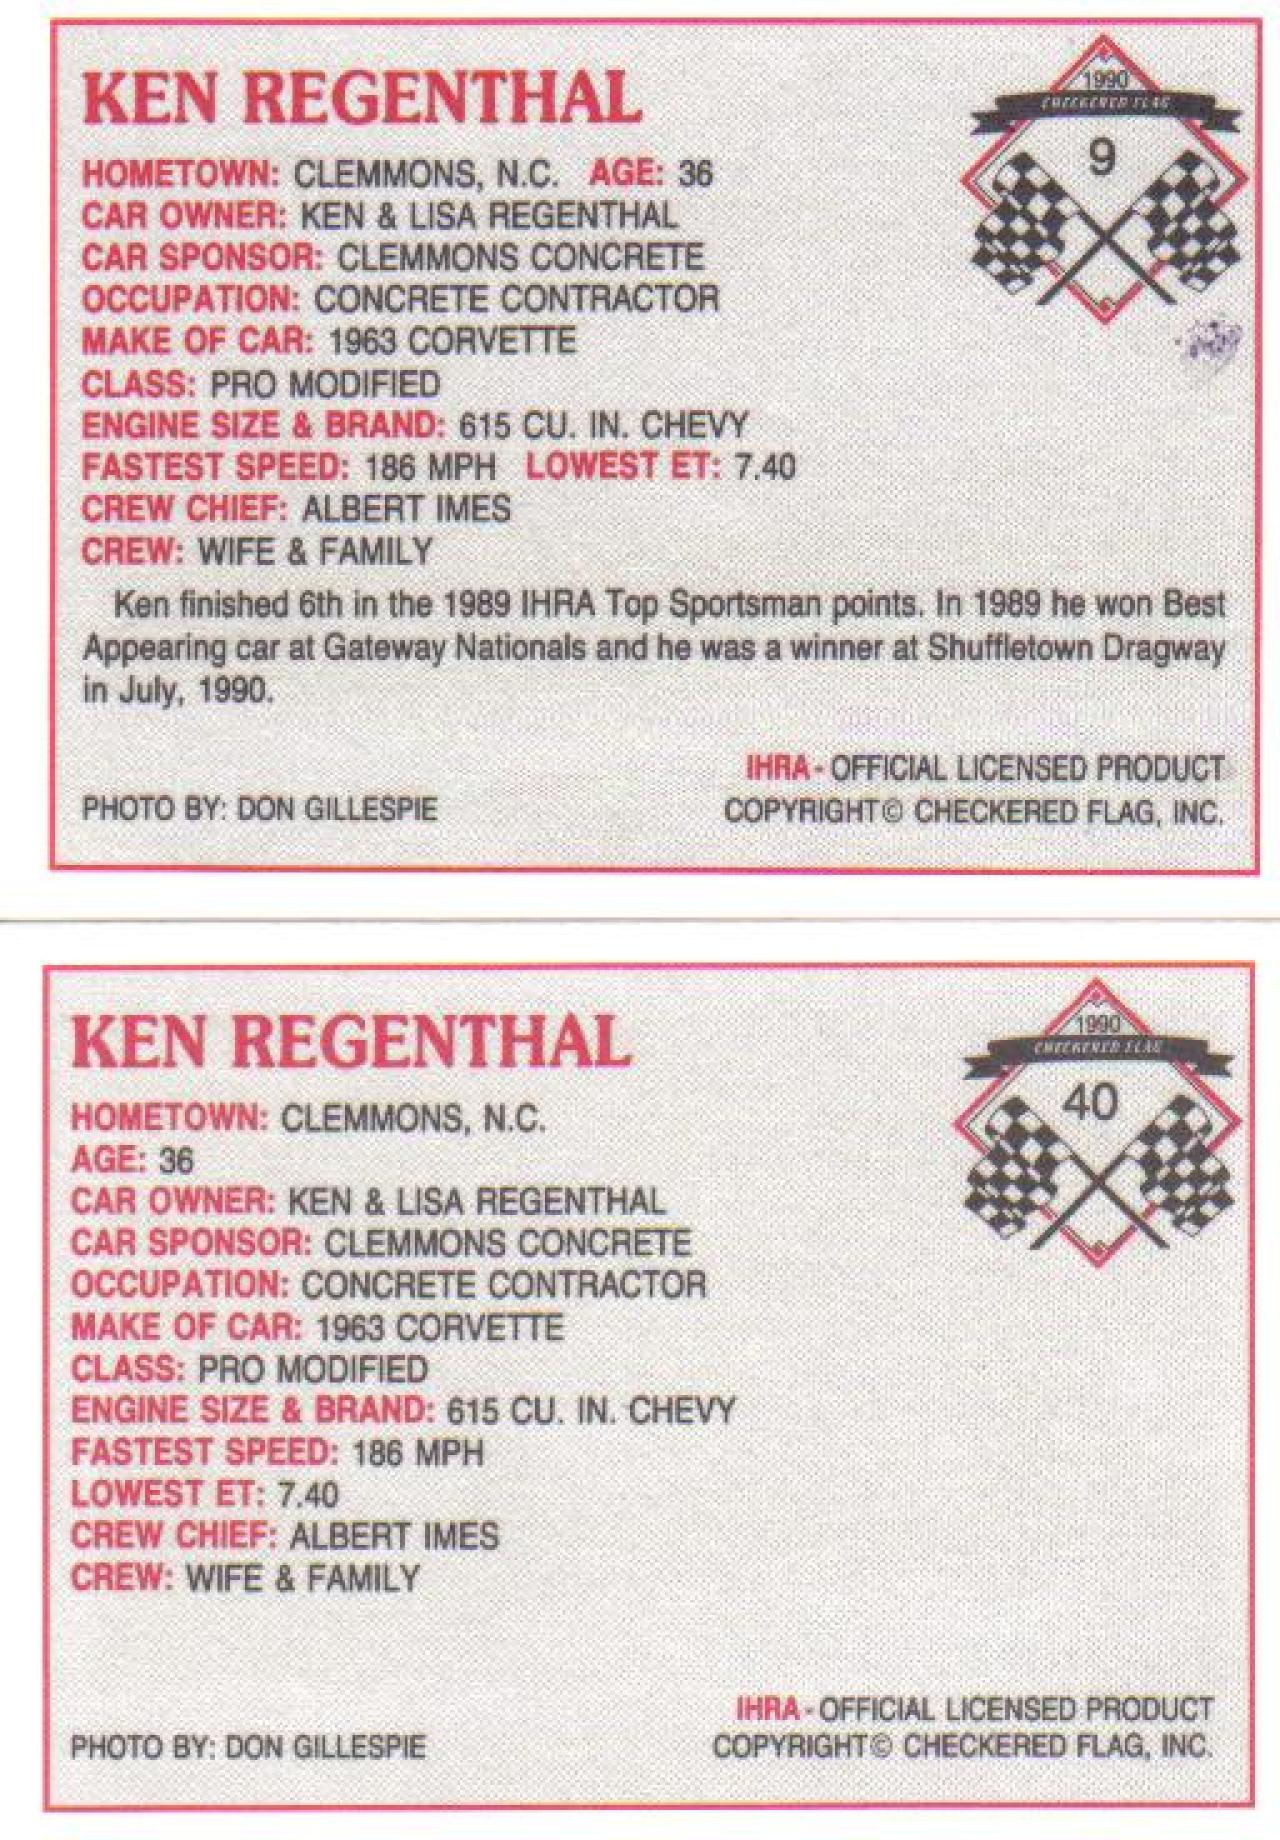 KEN REGENTHAL
1990
CHECKERED FLAG
9
HOMETOWN: CLEMMONS, N.C. AGE: 36
CAR OWNER: KEN & LISA REGENTHAL
CAR SPONSOR: CLEMMONS CONCRETE
OCCUPATION: CONCRETE CONTRACTOR
MAKE OF CAR: 1963 CORVETTE
CLASS: PRO MODIFIED
ENGINE SIZE & BRAND: 615 CU. IN. CHEVY
FASTEST SPEED: 186 MPH LOWEST ET: 7.40
CREW CHIEF: ALBERT IMES
CREW: WIFE & FAMILY
Ken finished 6th in the 1989 IHRA Top Sportsman points. In 1989 he won Best
Appearing car at Gateway Nationals and he was a winner at Shuffletown Dragway
in July, 1990.
IHRA - OFFICIAL LICENSED PRODUCT
PHOTO BY: DON GILLESPIE
COPYRIGHT© CHECKERED FLAG, INC.
KEN REGENTHAL
1990
CHECKERED FLAG
40
HOMETOWN: CLEMMONS, N.C.
AGE: 36
CAR OWNER: KEN & LISA REGENTHAL
CAR SPONSOR: CLEMMONS CONCRETE
OCCUPATION: CONCRETE CONTRACTOR
MAKE OF CAR: 1963 CORVETTE
CLASS: PRO MODIFIED
ENGINE SIZE & BRAND: 615 CU. IN. CHEVY
FASTEST SPEED: 186 MPH
LOWEST ET: 7.40
CREW CHIEF: ALBERT IMES
CREW: WIFE & FAMILY
IHRA - OFFICIAL LICENSED PRODUCT
PHOTO BY: DON GILLESPIE
COPYRIGHT© CHECKERED FLAG, INC.